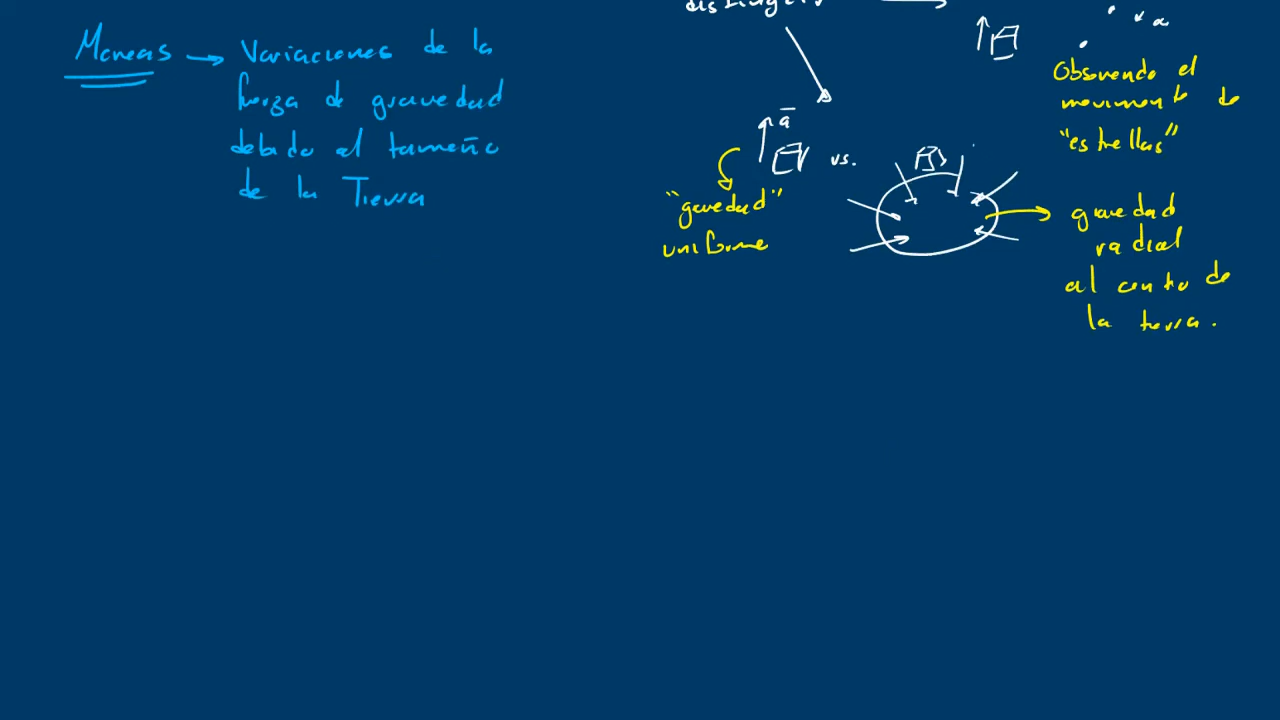 Mareas → Variaciones de la
fuerza de gravedad
debido al tamaño
de la Tierra
a
Observando el
movimiento de
"estrellas"
a
vs.
"gravedad"
uniforme
gravedad
radial
al centro de
la tierra.